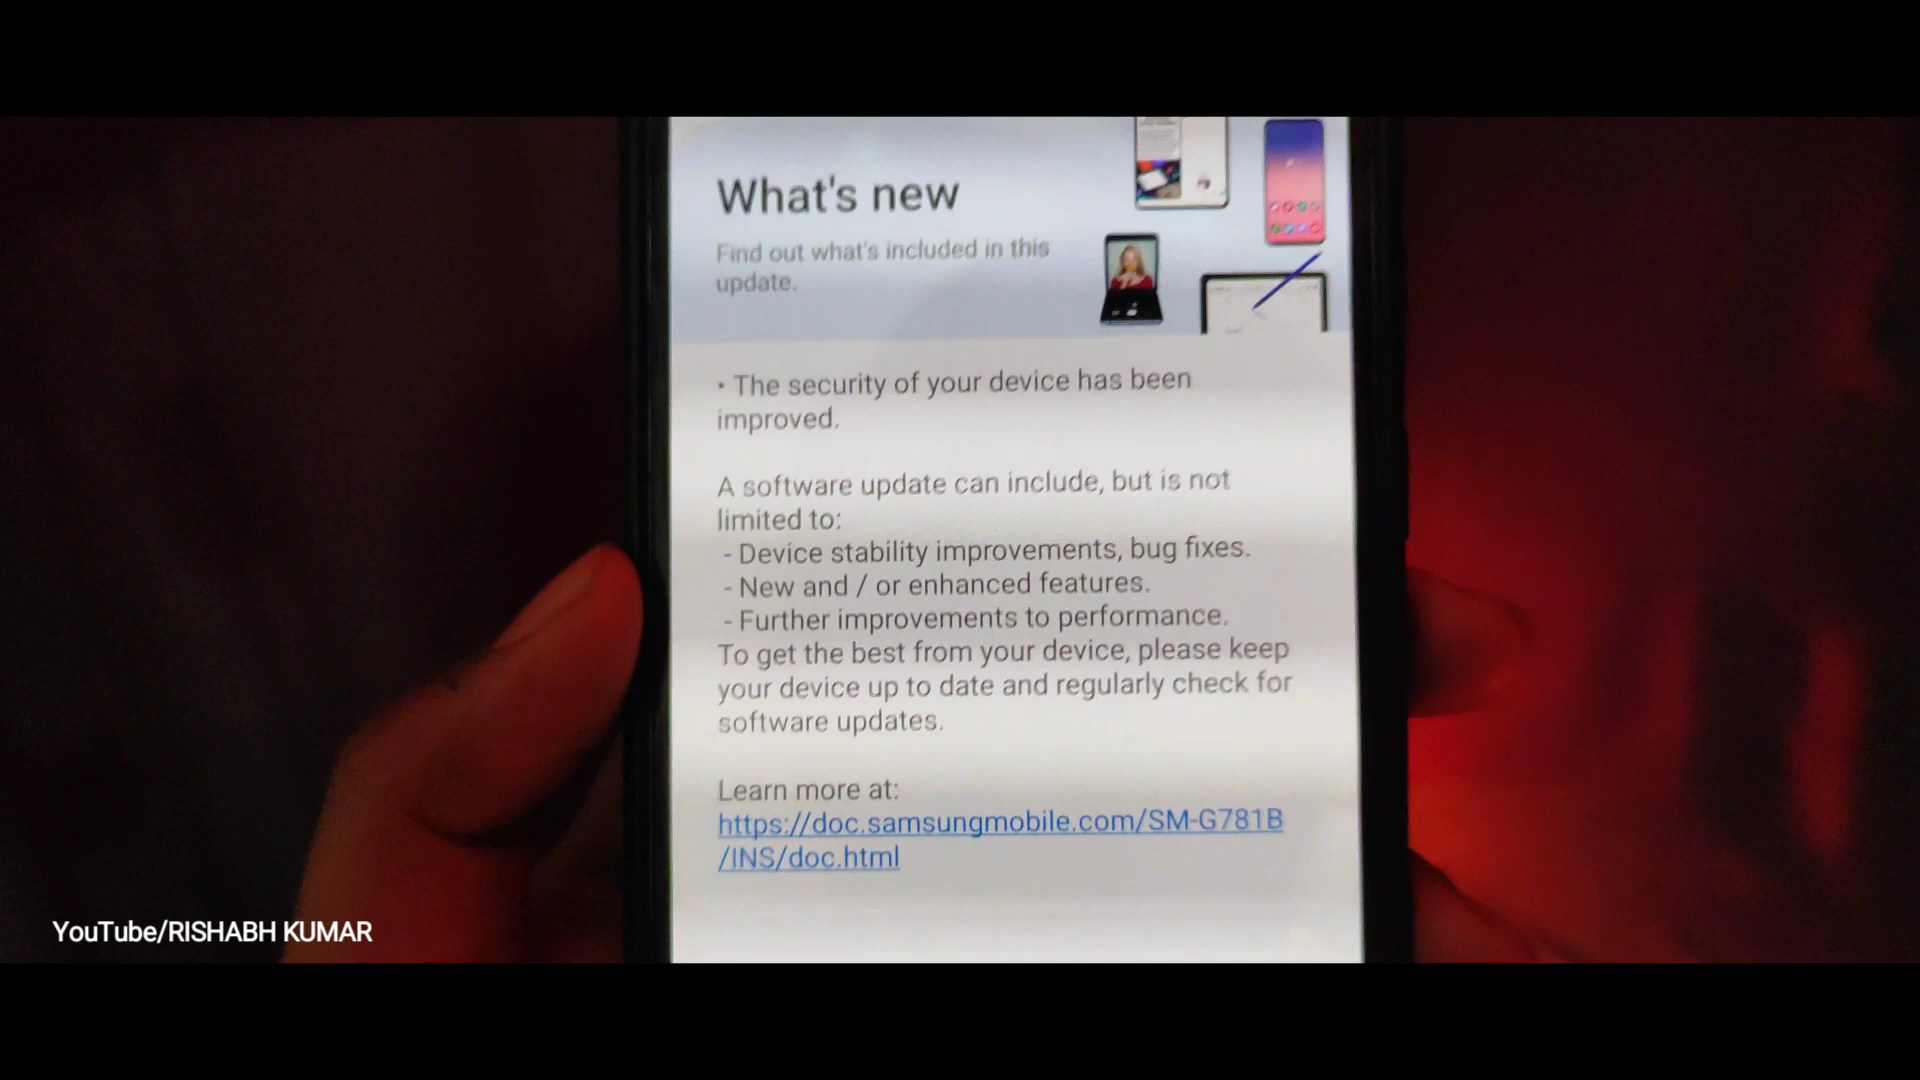 What's new
Find out what's included in this
update.
• The security of your device has been
improved.
A software update can include, but is not
limited to:
- Device stability improvements, bug fixes.
- New and / or enhanced features.
- Further improvements to performance.
To get the best from your device, please keep
your device up to date and regularly check for
software updates.
Learn more at:
https://doc.samsungmobile.com/SM-G781B
/INS/doc.html
YouTube/RISHABH KUMAR